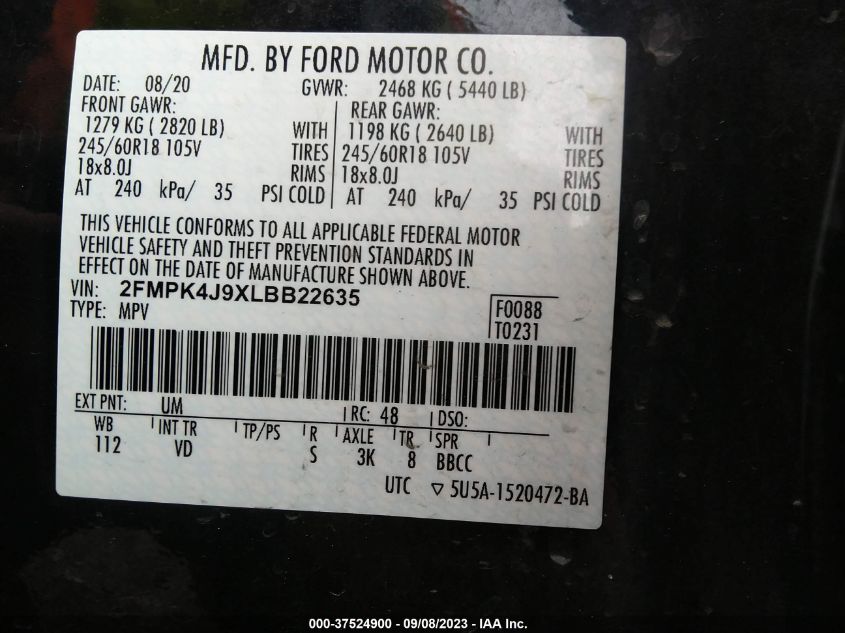 MFD. BY FORD MOTOR CO.
DATE: 08/20 GVWR: 2468 KG ( 5440 LB)
FRONT GAWR: REAR GAWR:
1279 KG ( 2820 LB) WITH 1198 KG ( 2640 LB) WITH
245/60R18 105V TIRES 245/60R18 105V TIRES
18x8.0J RIMS 18x8.0J RIMS
AT 240 kPa/ 35 PSI COLD AT 240 kPa/ 35 PSI COLD
THIS VEHICLE CONFORMS TO ALL APPLICABLE FEDERAL MOTOR
VEHICLE SAFETY AND THEFT PREVENTION STANDARDS IN
EFFECT ON THE DATE OF MANUFACTURE SHOWN ABOVE.
VIN: 2FMPK4J9XLBB22635
TYPE: MPV
F0088
T0231
EXT PNT: UM RC: 48 DSO:
WB INT TR TP/PS R AXLE TR SPR
112 VD S 3K 8 BBCC
UTC ▽ 5U5A-1520472-BA
000-37524900 - 09/08/2023 - IAA Inc.